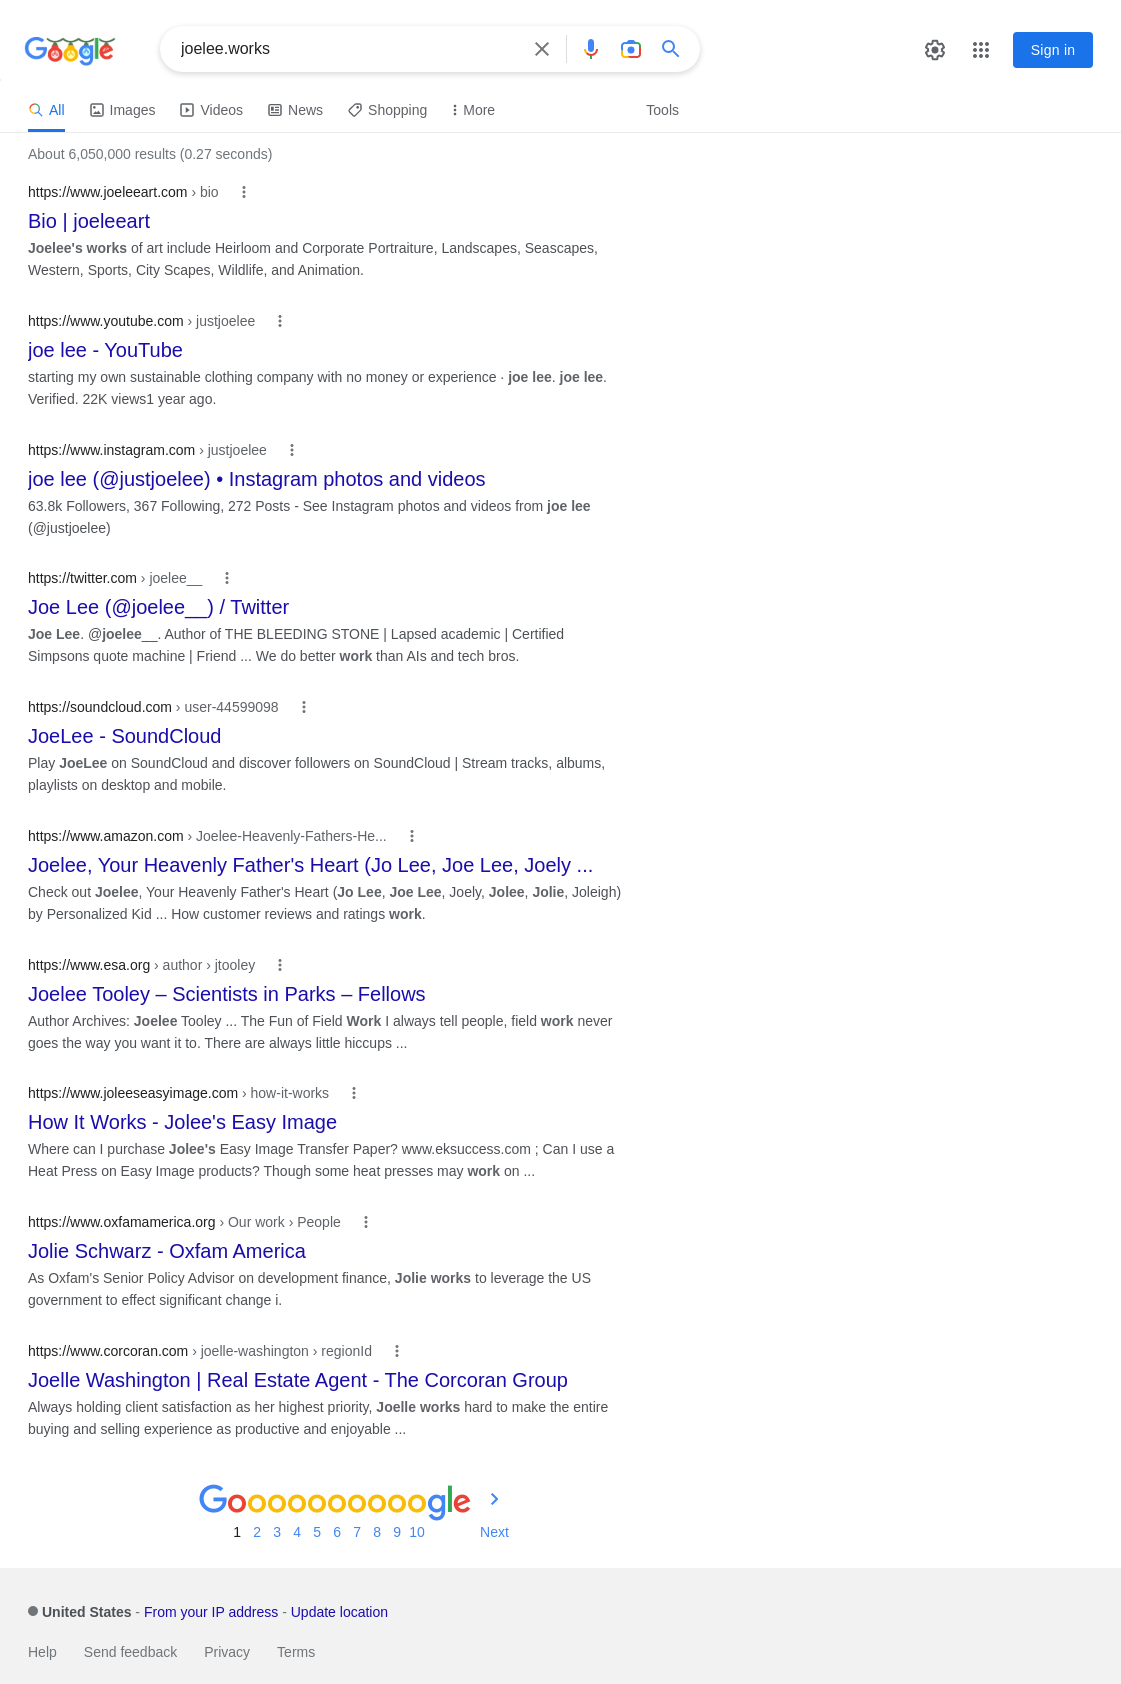 Google
joelee.works
Sign in
All Images Videos News Shopping More Tools
About 6,050,000 results (0.27 seconds)
https://www.joeleeart.com › bio
Bio | joeleeart
Joelee's works of art include Heirloom and Corporate Portraiture, Landscapes, Seascapes,
Western, Sports, City Scapes, Wildlife, and Animation.
https://www.youtube.com › justjoelee
joe lee - YouTube
starting my own sustainable clothing company with no money or experience · joe lee. joe lee.
Verified. 22K views1 year ago.
https://www.instagram.com › justjoelee
joe lee (@justjoelee) • Instagram photos and videos
63.8k Followers, 367 Following, 272 Posts - See Instagram photos and videos from joe lee
(@justjoelee)
https://twitter.com › joelee__
Joe Lee (@joelee__) / Twitter
Joe Lee. @joelee__. Author of THE BLEEDING STONE | Lapsed academic | Certified
Simpsons quote machine | Friend ... We do better work than AIs and tech bros.
https://soundcloud.com › user-44599098
JoeLee - SoundCloud
Play JoeLee on SoundCloud and discover followers on SoundCloud | Stream tracks, albums,
playlists on desktop and mobile.
https://www.amazon.com › Joelee-Heavenly-Fathers-He...
Joelee, Your Heavenly Father's Heart (Jo Lee, Joe Lee, Joely ...
Check out Joelee, Your Heavenly Father's Heart (Jo Lee, Joe Lee, Joely, Jolee, Jolie, Joleigh)
by Personalized Kid ... How customer reviews and ratings work.
https://www.esa.org › author › jtooley
Joelee Tooley – Scientists in Parks – Fellows
Author Archives: Joelee Tooley ... The Fun of Field Work I always tell people, field work never
goes the way you want it to. There are always little hiccups ...
https://www.joleeseasyimage.com › how-it-works
How It Works - Jolee's Easy Image
Where can I purchase Jolee's Easy Image Transfer Paper? www.eksuccess.com ; Can I use a
Heat Press on Easy Image products? Though some heat presses may work on ...
https://www.oxfamamerica.org › Our work › People
Jolie Schwarz - Oxfam America
As Oxfam's Senior Policy Advisor on development finance, Jolie works to leverage the US
government to effect significant change i.
https://www.corcoran.com › joelle-washington › regionId
Joelle Washington | Real Estate Agent - The Corcoran Group
Always holding client satisfaction as her highest priority, Joelle works hard to make the entire
buying and selling experience as productive and enjoyable ...
Goooooooooogle
1 2 3 4 5 6 7 8 9 10 Next
United States - From your IP address - Update location
Help Send feedback Privacy Terms